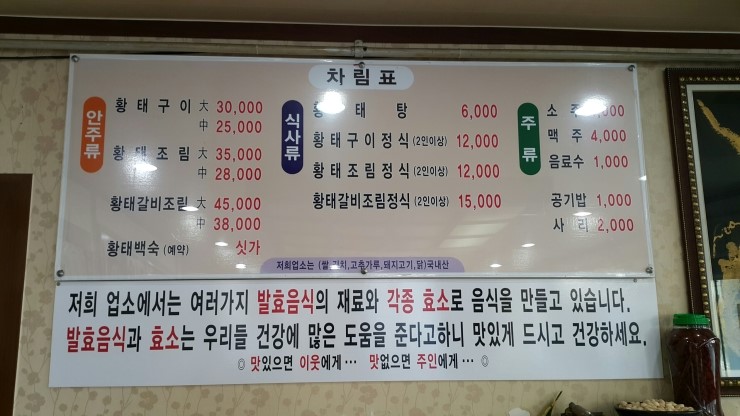 차림표
안주류
황태구이 大 30,000
中 25,000
황태조림 大 35,000
中 28,000
황태갈비조림 大 45,000
中 38,000
황태백숙 (예약) 싯가
식사류
황태탕 6,000
황태구이정식 (2인이상) 12,000
황태조림정식 (2인이상) 12,000
황태갈비조림정식 (2인이상) 15,000
주류
소주
맥주 4,000
음료수 1,000
공기밥 1,000
사리 2,000
저희업소는 (쌀,김치,고추가루,돼지고기,닭)국내산
저희 업소에서는 여러가지 발효음식의 재료와 각종 효소로 음식을 만들고 있습니다.
발효음식과 효소는 우리들 건강에 많은 도움을 준다고하니 맛있게 드시고 건강하세요.
◎ 맛있으면 이웃에게··· 맛없으면 주인에게··· ◎